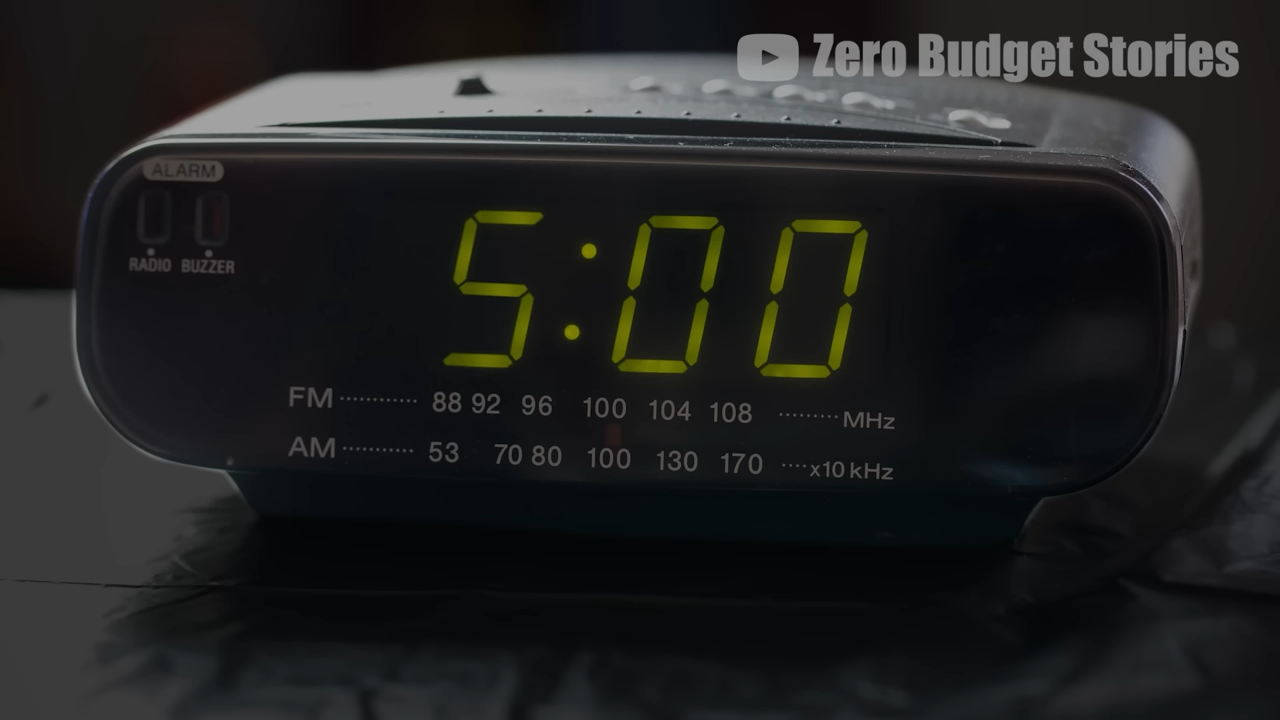 Zero Budget Stories
ALARM
RADIO BUZZER
5:00
FM ··········· 88 92 96 100 104 108 ········· MHz
AM ·········· 53 70 80 100 130 170 ···· x10 kHz